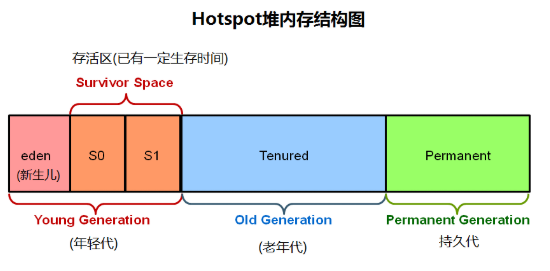 Hotspot堆内存结构图
存活区(已有一定生存时间)
Survivor Space
eden
(新生儿)
S0
S1
Tenured
Permanent
Young Generation
(年轻代)
Old Generation
(老年代)
Permanent Generation
持久代